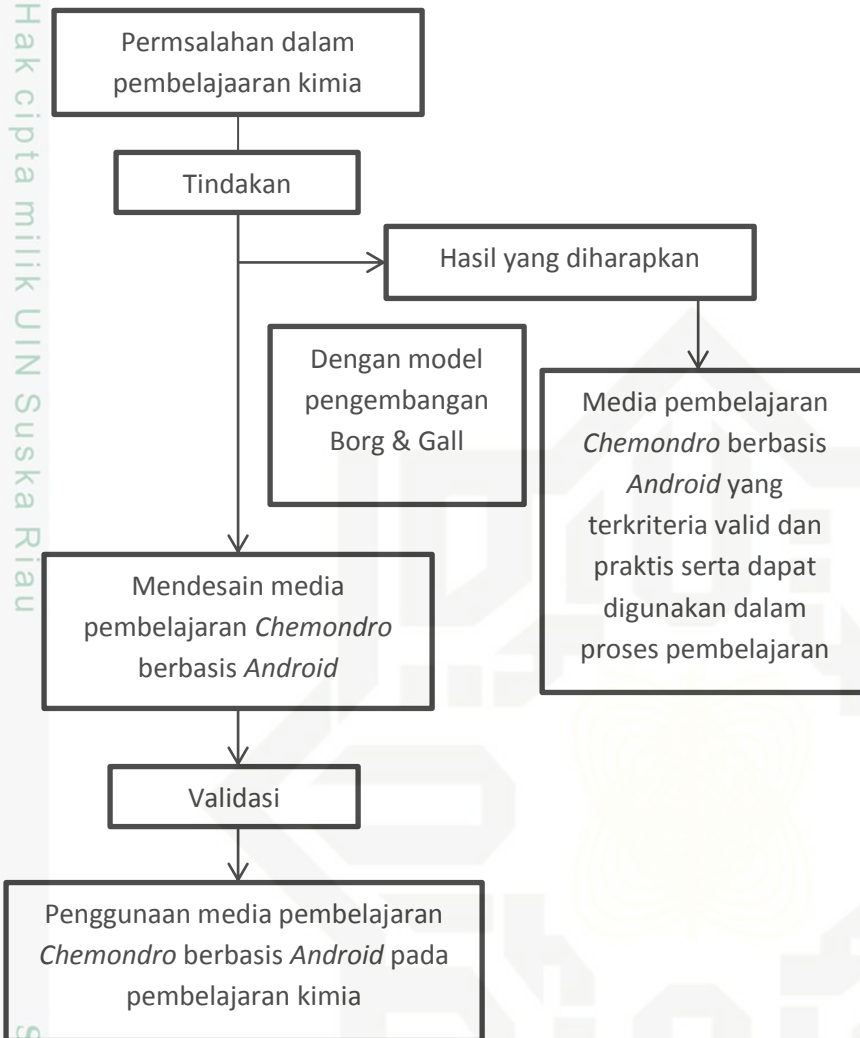 Hak cipta milik UIN Suska Riau
Permsalahan dalam
pembelajaaran kimia
Tindakan
Hasil yang diharapkan
Dengan model
pengembangan
Borg & Gall
Media pembelajaran
Chemondro berbasis
Android yang
terkriteria valid dan
praktis serta dapat
digunakan dalam
proses pembelajaran
Mendesain media
pembelajaran Chemondro
berbasis Android
Validasi
Penggunaan media pembelajaran
Chemondro berbasis Android pada
pembelajaran kimia